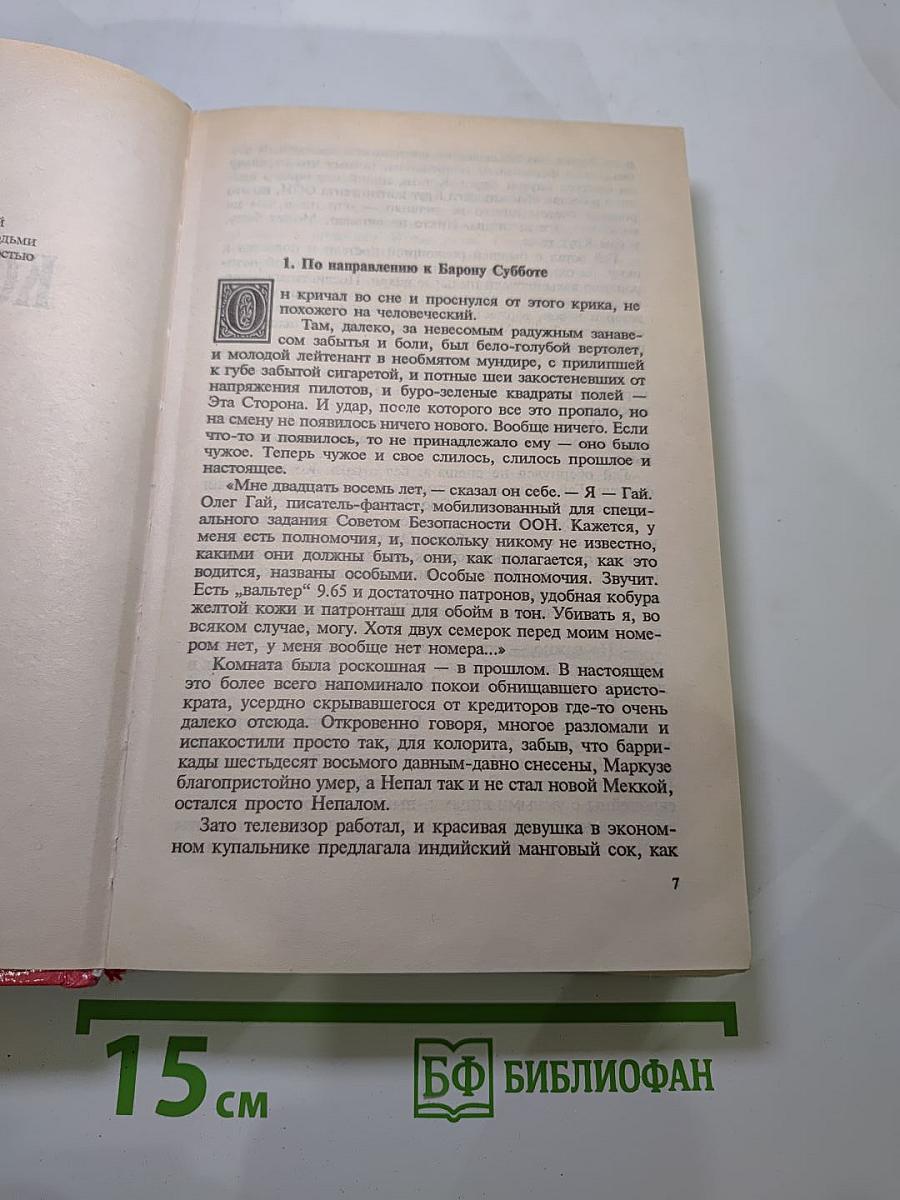 й
юдьми
остью
1. По направлению к Барону Субботе
Он кричал во сне и проснулся от этого крика, не
похожего на человеческий.
Там, далеко, за невесомым радужным занаве-
сом забытья и боли, был бело-голубой вертолет,
и молодой лейтенант в необмятом мундире, с прилипшей
к губе забытой сигаретой, и потные шеи закостеневших от
напряжения пилотов, и буро-зеленые квадраты полей —
Эта Сторона. И удар, после которого все это пропало, но
на смену не появилось ничего нового. Вообще ничего. Если
что-то и появилось, то не принадлежало ему — оно было
чужое. Теперь чужое и свое слилось, слилось прошлое и
настоящее.
«Мне двадцать восемь лет, — сказал он себе. — Я — Гай.
Олег Гай, писатель-фантаст, мобилизованный для специ-
ального задания Советом Безопасности ООН. Кажется, у
меня есть полномочия, и, поскольку никому не известно,
какими они должны быть, они, как полагается, как это
водится, названы особыми. Особые полномочия. Звучит.
Есть „вальтер“ 9.65 и достаточно патронов, удобная кобура
желтой кожи и патронташ для обойм в тон. Убивать я, во
всяком случае, могу. Хотя двух семерок перед моим номе-
ром нет, у меня вообще нет номера...»
Комната была роскошная — в прошлом. В настоящем
это более всего напоминало покои обнищавшего аристо-
крата, усердно скрывавшегося от кредиторов где-то очень
далеко отсюда. Откровенно говоря, многое разломали и
испакостили просто так, для колорита, забыв, что барри-
кады шестьдесят восьмого давным-давно снесены, Маркузе
благопристойно умер, а Непал так и не стал новой Меккой,
остался просто Непалом.
Зато телевизор работал, и красивая девушка в эконом-
ном купальнике предлагала индийский манговый сок, как
7
15 см
БФ БИБЛИОФАН